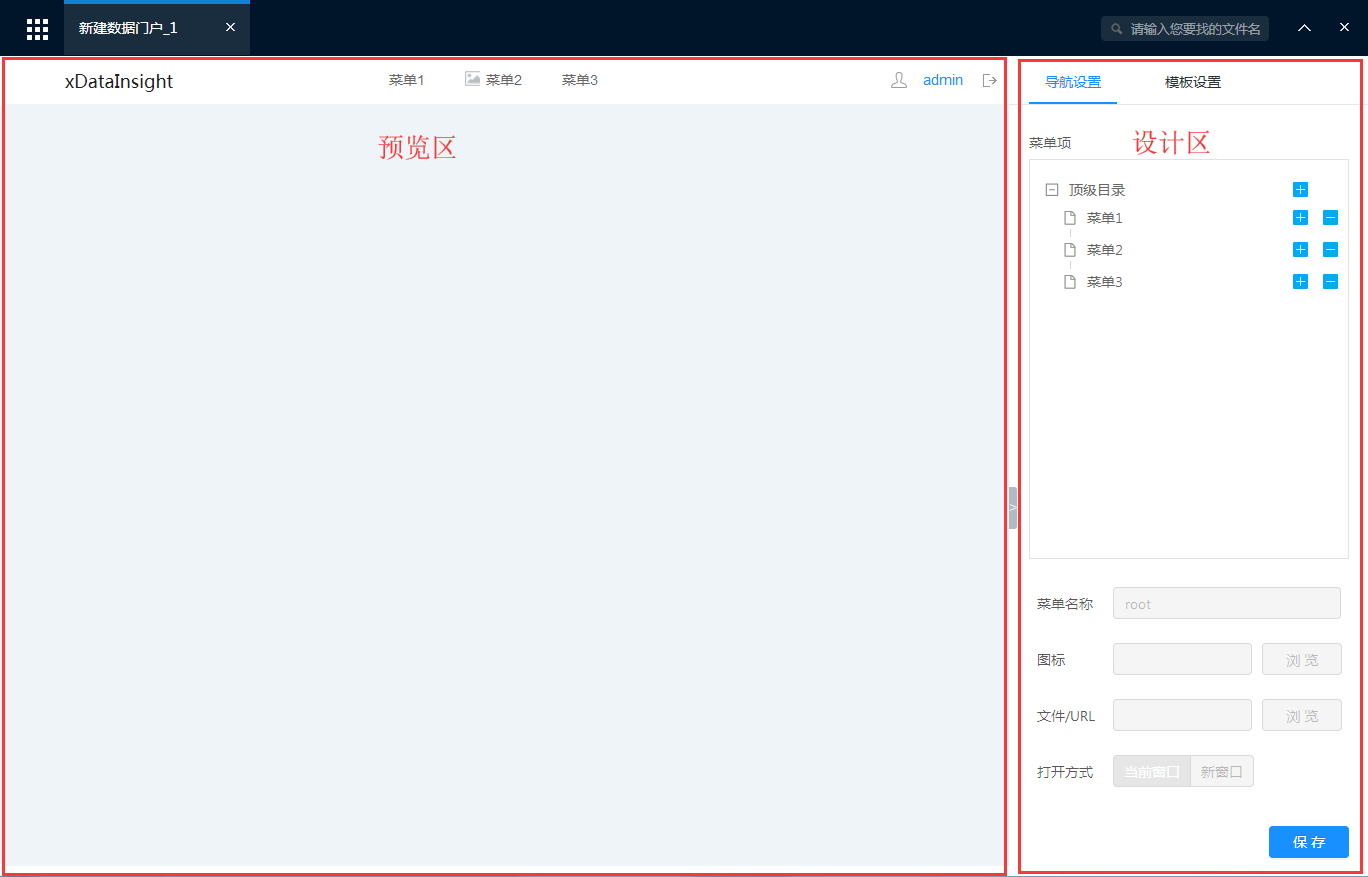 新建数据门户_1
请输入您要找的文件名
xDataInsight
菜单1
菜单2
菜单3
admin
预览区
导航设置
模板设置
菜单项
设计区
顶级目录
菜单1
菜单2
菜单3
菜单名称
root
图标
浏 览
文件/URL
浏 览
打开方式
当前窗口
新窗口
保 存